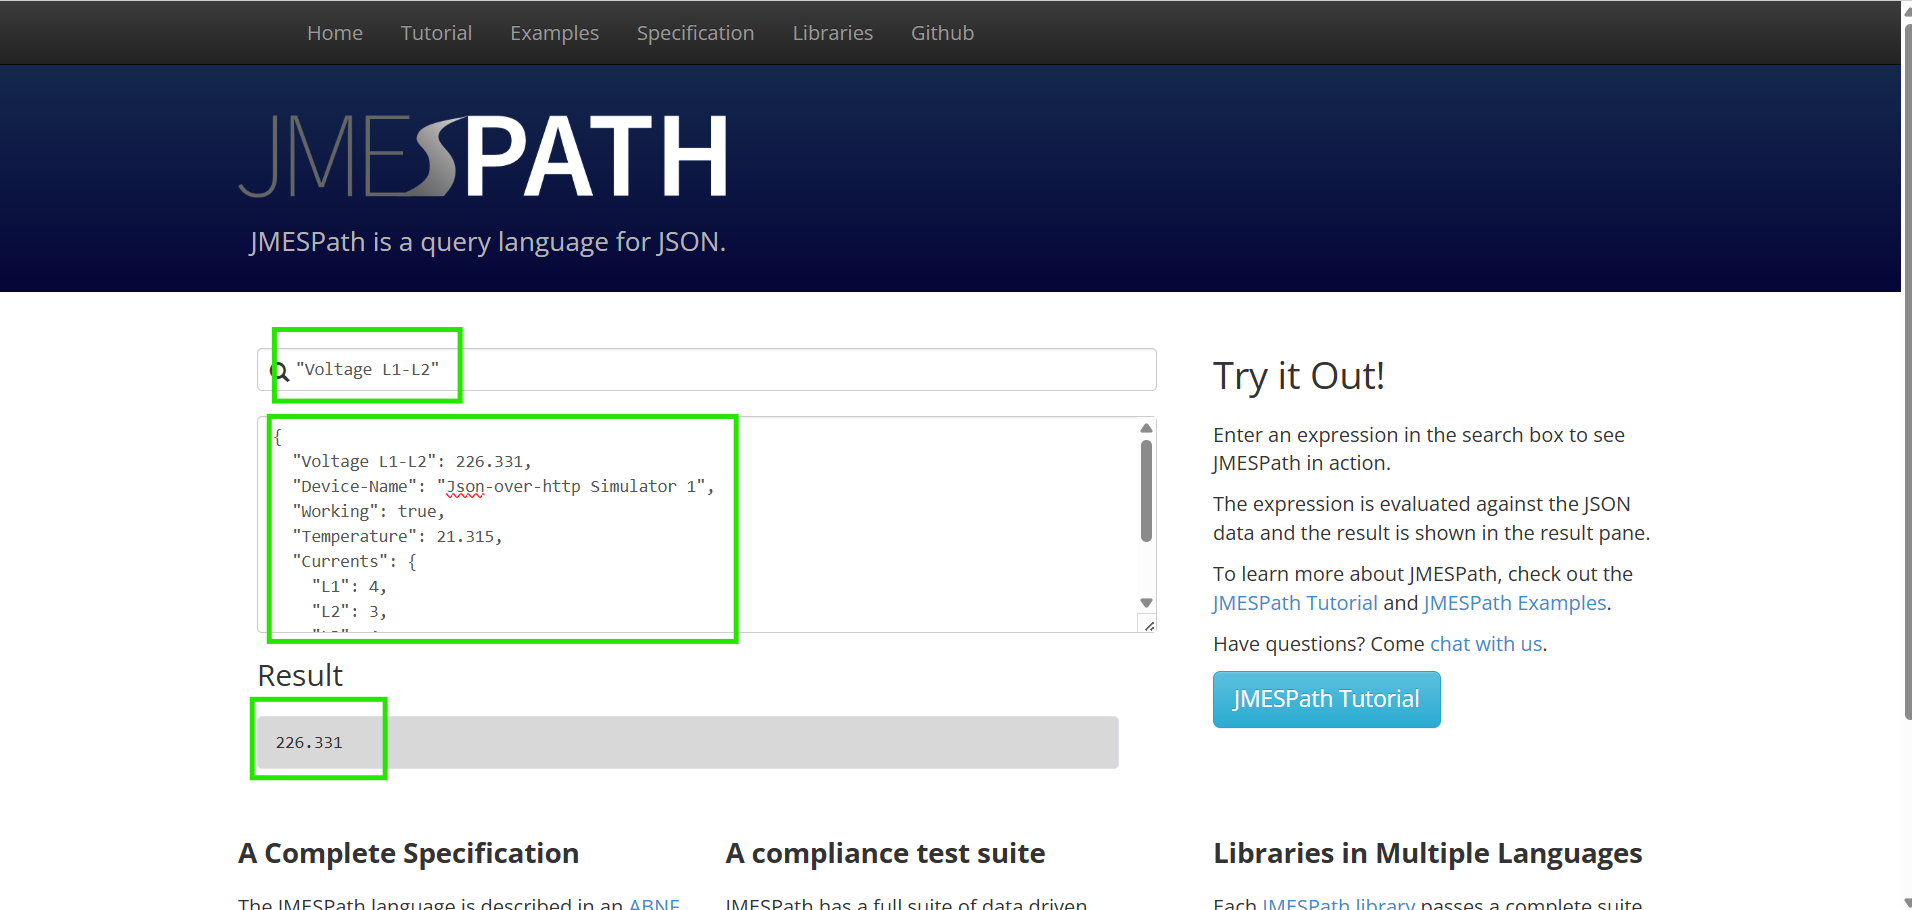 Home Tutorial Examples Specification Libraries Github
JMESPATH
JMESPath is a query language for JSON.
"Voltage L1-L2"
{
"Voltage L1-L2": 226.331,
"Device-Name": "Json-over-http Simulator 1",
"Working": true,
"Temperature": 21.315,
"Currents": {
"L1": 4,
"L2": 3,
Result
226.331
Try it Out!
Enter an expression in the search box to see
JMESPath in action.
The expression is evaluated against the JSON
data and the result is shown in the result pane.
To learn more about JMESPath, check out the
JMESPath Tutorial and JMESPath Examples.
Have questions? Come chat with us.
JMESPath Tutorial
A Complete Specification
The JMESPath language is described in an ABNF
A compliance test suite
JMESPath has a full suite of data driven
Libraries in Multiple Languages
Each JMESPath library passes a complete suite